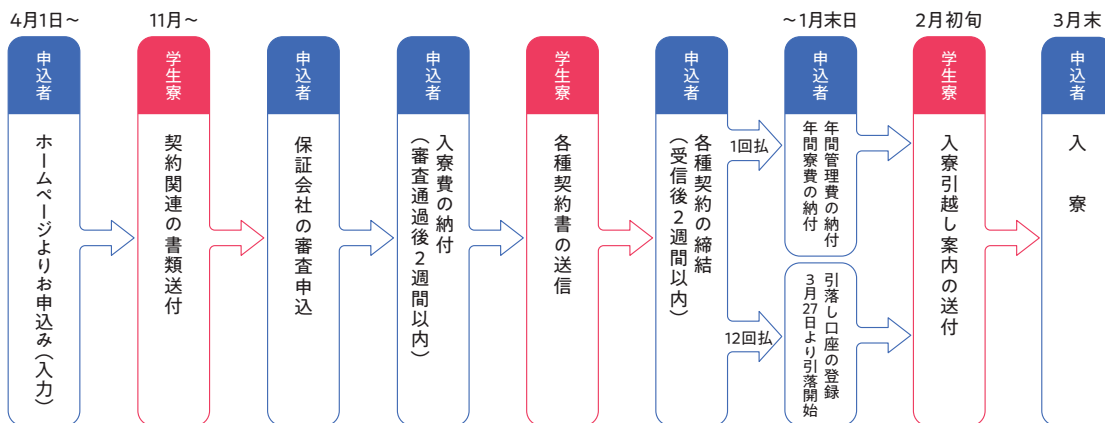 4月1日～
申込者
ホームページよりお申込み（入力）
11月～
学生寮
契約関連の書類送付
申込者
保証会社の審査申込
申込者
入寮費の納付
（審査通過後2週間以内）
学生寮
各種契約書の送信
申込者
各種契約の締結
（受信後2週間以内）
1回払
12回払
～1月末日
申込者
年間管理費の納付
年間寮費の納付
引落し口座の登録
3月27日より引落開始
2月初旬
学生寮
入寮引越し案内の送付
3月末
申込者
入寮